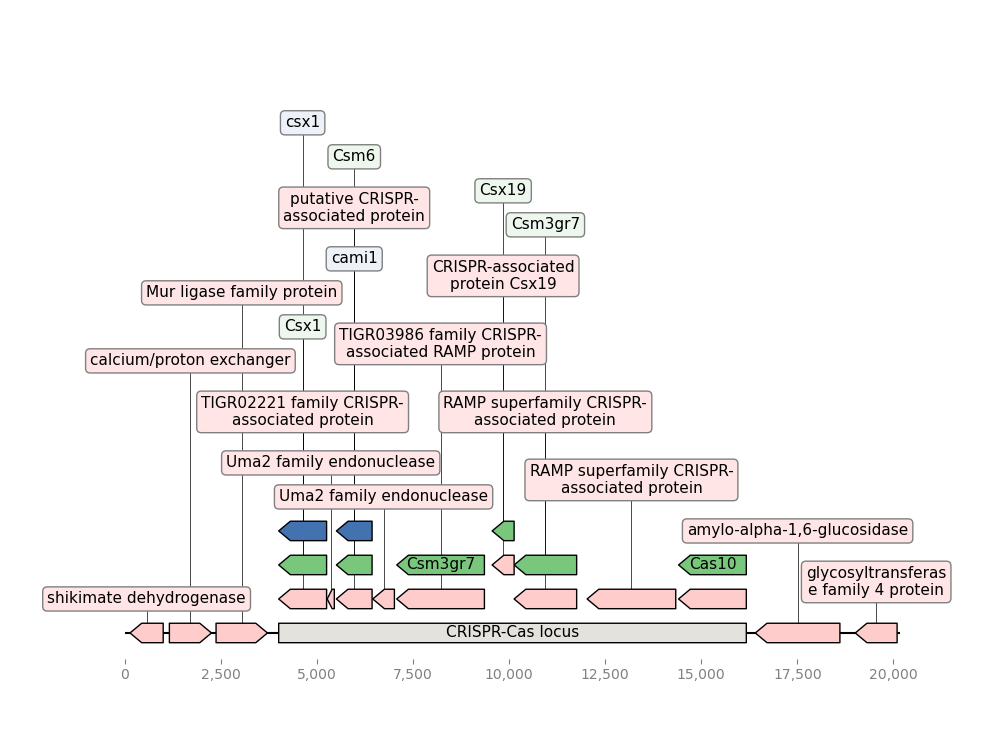 csx1
Csm6
Csx19
putative CRISPR-
associated protein
Csm3gr7
cami1
CRISPR-associated
protein Csx19
Mur ligase family protein
Csx1
TIGR03986 family CRISPR-
associated RAMP protein
calcium/proton exchanger
TIGR02221 family CRISPR-
associated protein
RAMP superfamily CRISPR-
associated protein
Uma2 family endonuclease
RAMP superfamily CRISPR-
associated protein
Uma2 family endonuclease
amylo-alpha-1,6-glucosidase
Csm3gr7
Cas10
glycosyltransferas
e family 4 protein
shikimate dehydrogenase
CRISPR-Cas locus
0 2,500 5,000 7,500 10,000 12,500 15,000 17,500 20,000